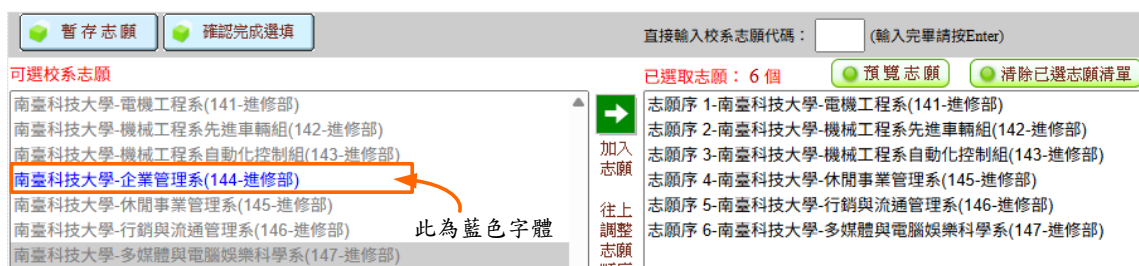 暫存志願
確認完成選填
直接輸入校系志願代碼：
(輸入完畢請按Enter)
可選校系志願
已選取志願：6 個
預覽志願
清除已選志願清單
南臺科技大學-電機工程系(141-進修部)
南臺科技大學-機械工程系先進車輛組(142-進修部)
南臺科技大學-機械工程系自動化控制組(143-進修部)
南臺科技大學-企業管理系(144-進修部)
南臺科技大學-休閒事業管理系(145-進修部)
南臺科技大學-行銷與流通管理系(146-進修部)
南臺科技大學-多媒體與電腦娛樂科學系(147-進修部)
此為藍色字體
加入
志願
往上
調整
志願
志願序 1-南臺科技大學-電機工程系(141-進修部)
志願序 2-南臺科技大學-機械工程系先進車輛組(142-進修部)
志願序 3-南臺科技大學-機械工程系自動化控制組(143-進修部)
志願序 4-南臺科技大學-休閒事業管理系(145-進修部)
志願序 5-南臺科技大學-行銷與流通管理系(146-進修部)
志願序 6-南臺科技大學-多媒體與電腦娛樂科學系(147-進修部)